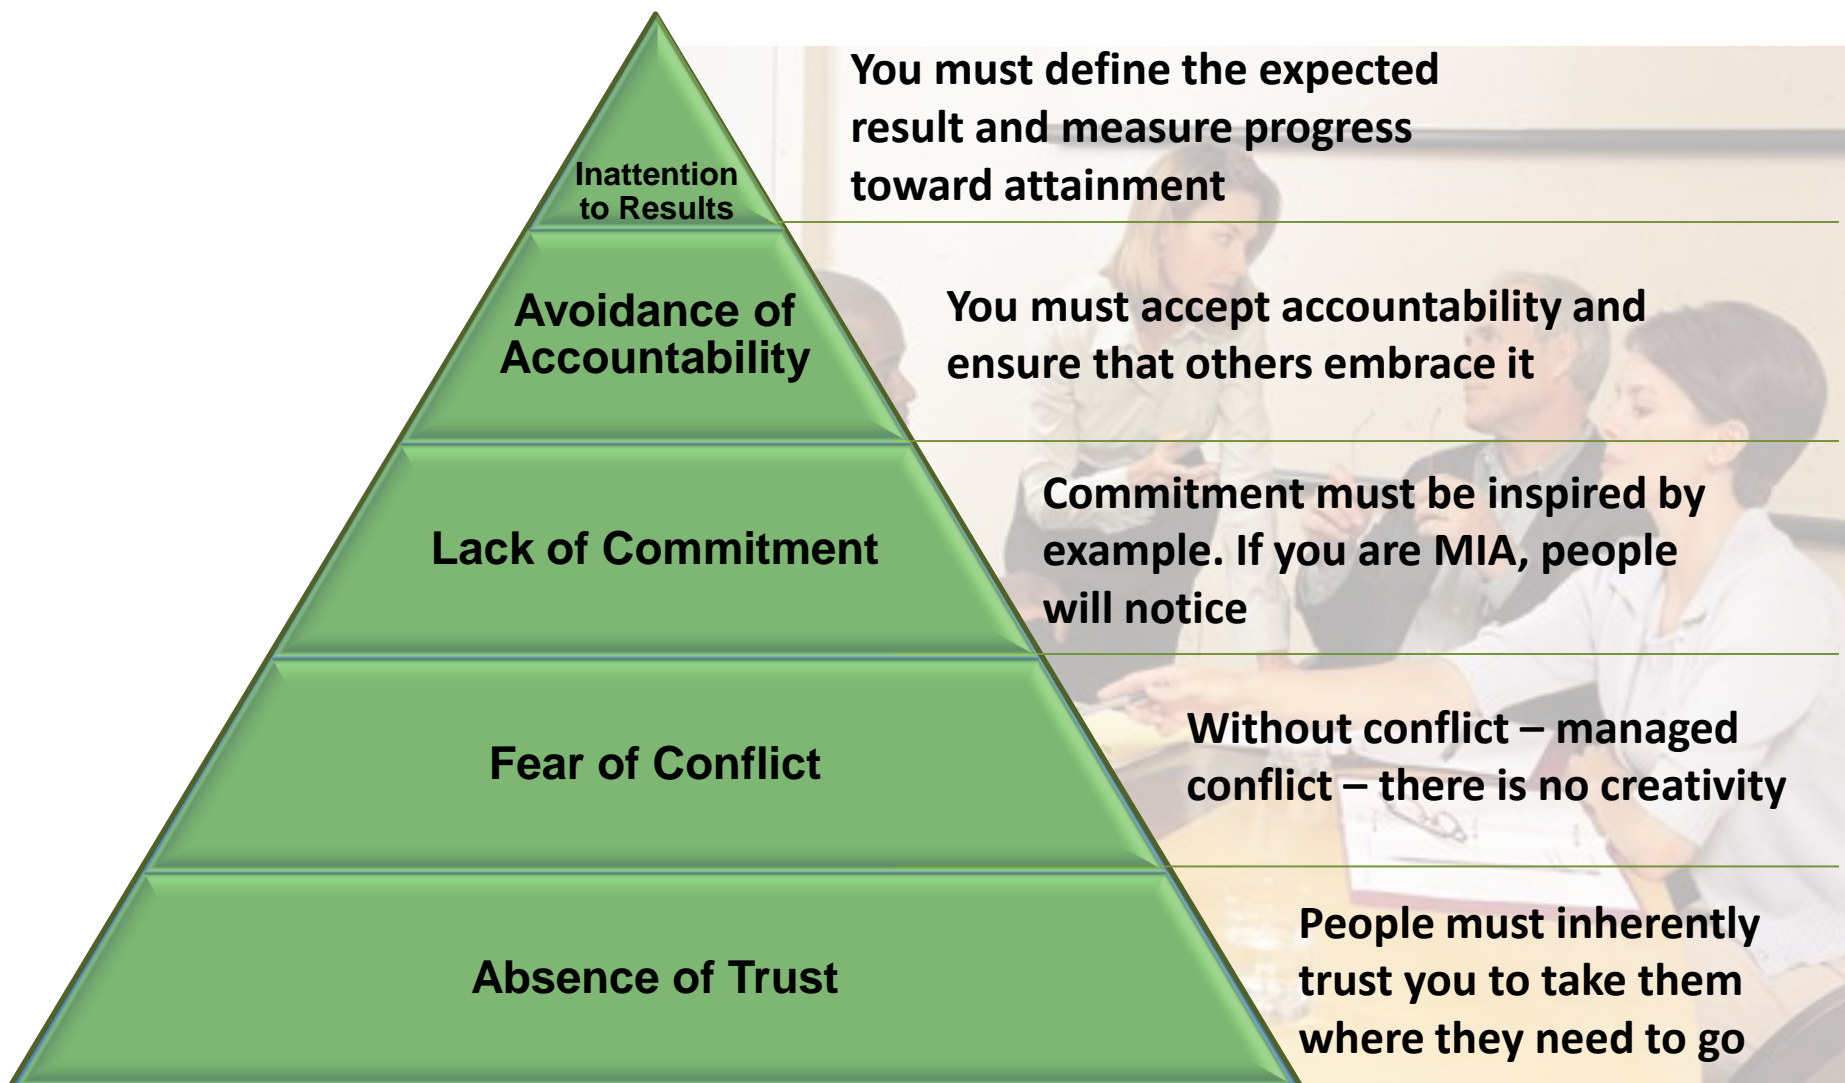 You must define the expected
result and measure progress
toward attainment
Inattention
to Results
You must accept accountability and
ensure that others embrace it
Avoidance of
Accountability
Commitment must be inspired by
example. If you are MIA, people
will notice
Lack of Commitment
Without conflict – managed
conflict – there is no creativity
Fear of Conflict
People must inherently
trust you to take them
where they need to go
Absence of Trust